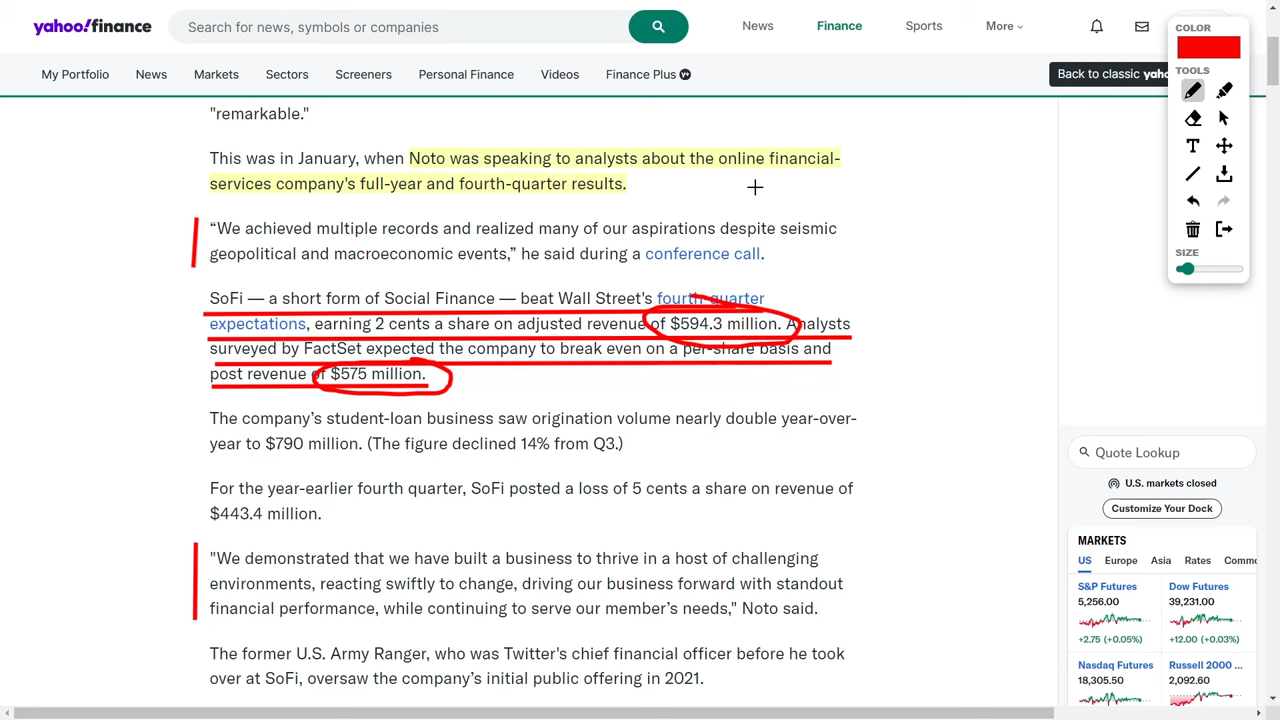 yahoo!finance
Search for news, symbols or companies
News
Finance
Sports
More
COLOR
TOOLS
SIZE
My Portfolio
News
Markets
Sectors
Screeners
Personal Finance
Videos
Finance Plus
Back to classic
"remarkable."
This was in January, when Noto was speaking to analysts about the online financial-
services company's full-year and fourth-quarter results.
“We achieved multiple records and realized many of our aspirations despite seismic
geopolitical and macroeconomic events,” he said during a conference call.
SoFi — a short form of Social Finance — beat Wall Street's fourth-quarter
expectations, earning 2 cents a share on adjusted revenue of $594.3 million. Analysts
surveyed by FactSet expected the company to break even on a per-share basis and
post revenue of $575 million.
The company’s student-loan business saw origination volume nearly double year-over-
year to $790 million. (The figure declined 14% from Q3.)
For the year-earlier fourth quarter, SoFi posted a loss of 5 cents a share on revenue of
$443.4 million.
"We demonstrated that we have built a business to thrive in a host of challenging
environments, reacting swiftly to change, driving our business forward with standout
financial performance, while continuing to serve our member’s needs," Noto said.
The former U.S. Army Ranger, who was Twitter's chief financial officer before he took
over at SoFi, oversaw the company’s initial public offering in 2021.
Quote Lookup
U.S. markets closed
Customize Your Dock
MARKETS
US Europe Asia Rates Commo
S&P Futures
5,256.00
+2.75 (+0.05%)
Dow Futures
39,231.00
+12.00 (+0.03%)
Nasdaq Futures
18,305.50
Russell 2000 ...
2,092.60